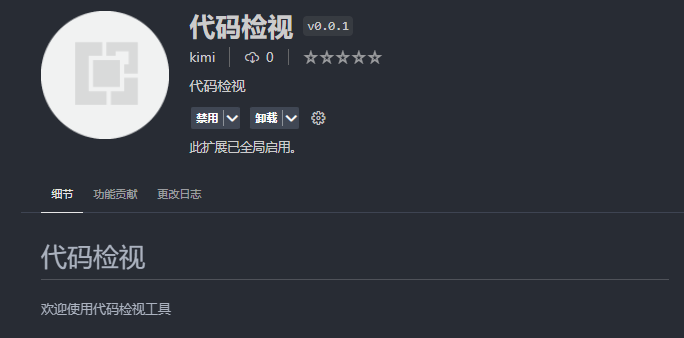 代码检视 v0.0.1
kimi 0
代码检视
禁用 卸载
此扩展已全局启用。
细节 功能贡献 更改日志
代码检视
欢迎使用代码检视工具